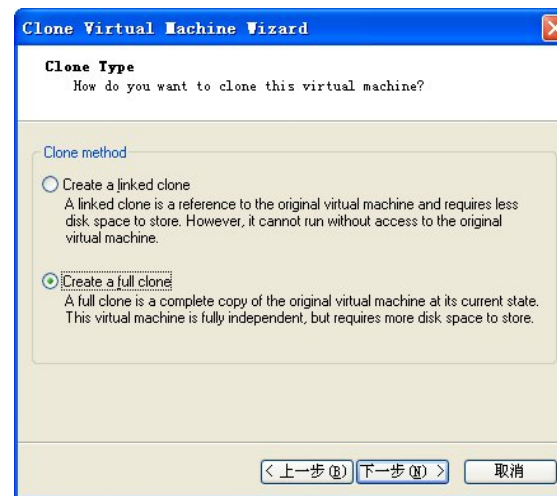 Clone Virtual Machine Wizard
Clone Type
How do you want to clone this virtual machine?
Clone method
Create a linked clone
A linked clone is a reference to the original virtual machine and requires less
disk space to store. However, it cannot run without access to the original
virtual machine.
Create a full clone
A full clone is a complete copy of the original virtual machine at its current state.
This virtual machine is fully independent, but requires more disk space to store.
< 上一步(B) 下一步(N) > 取消